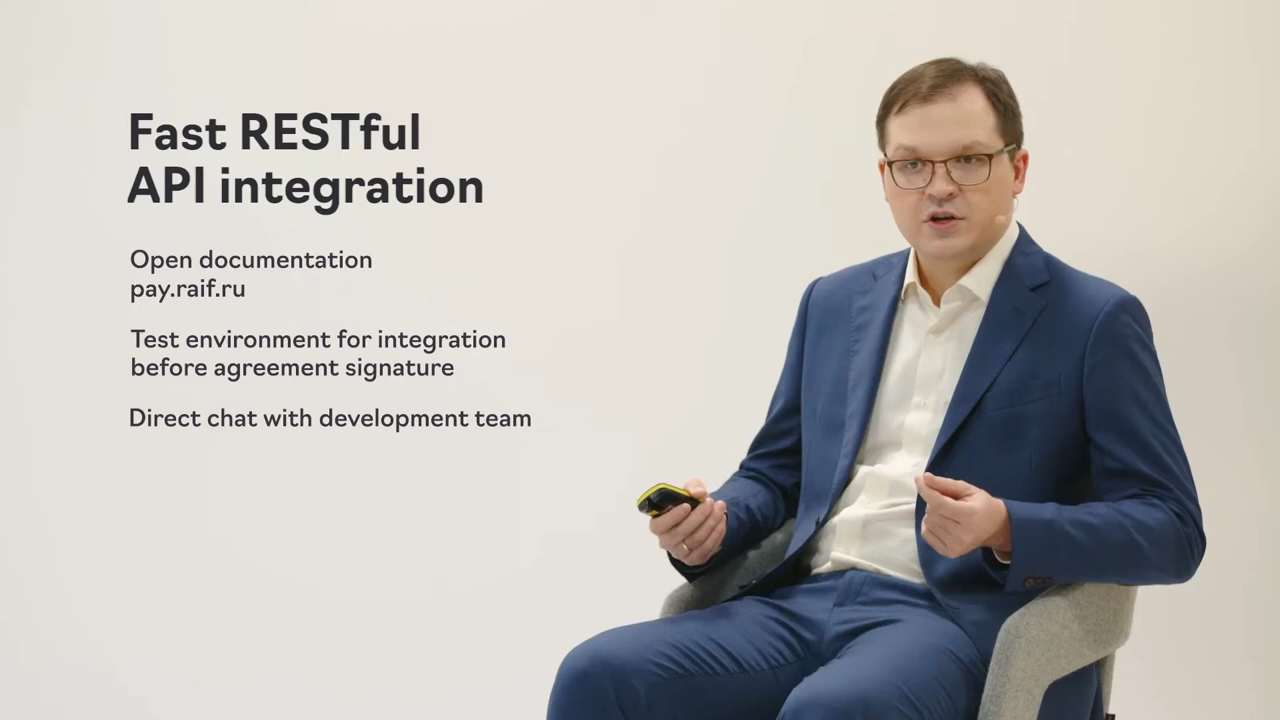 Fast RESTful
API integration
Open documentation
pay.raif.ru
Test environment for integration
before agreement signature
Direct chat with development team